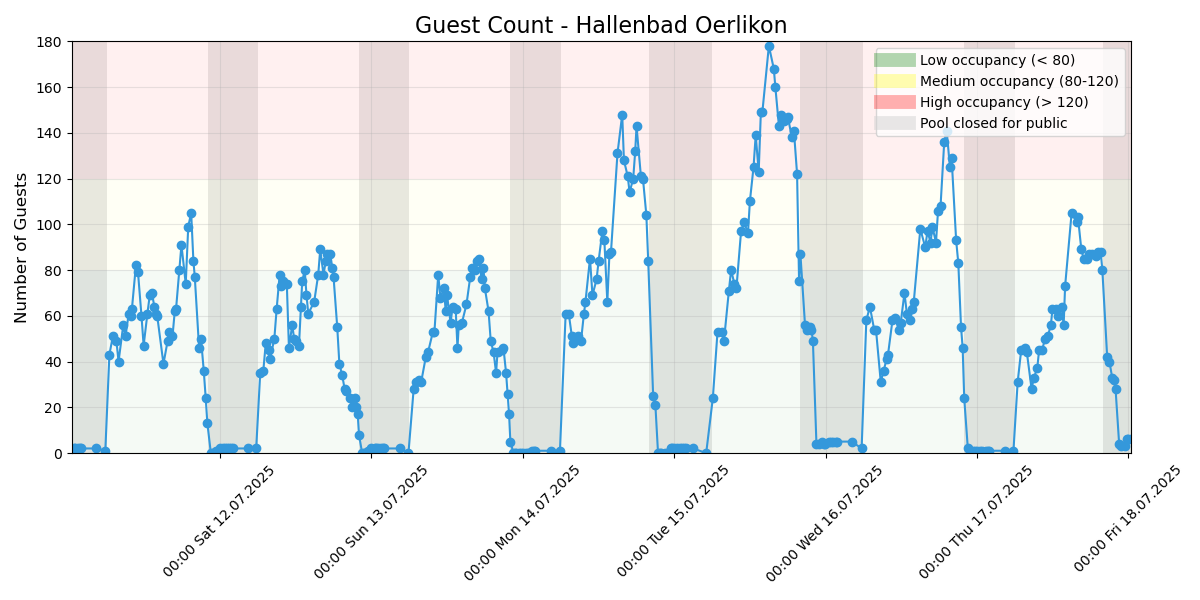 Guest Count - Hallenbad Oerlikon
Low occupancy (< 80)
Medium occupancy (80-120)
High occupancy (> 120)
Pool closed for public
Number of Guests
180
160
140
120
100
80
60
40
20
0
00:00 Sat 12.07.2025
00:00 Sun 13.07.2025
00:00 Mon 14.07.2025
00:00 Tue 15.07.2025
00:00 Wed 16.07.2025
00:00 Thu 17.07.2025
00:00 Fri 18.07.2025